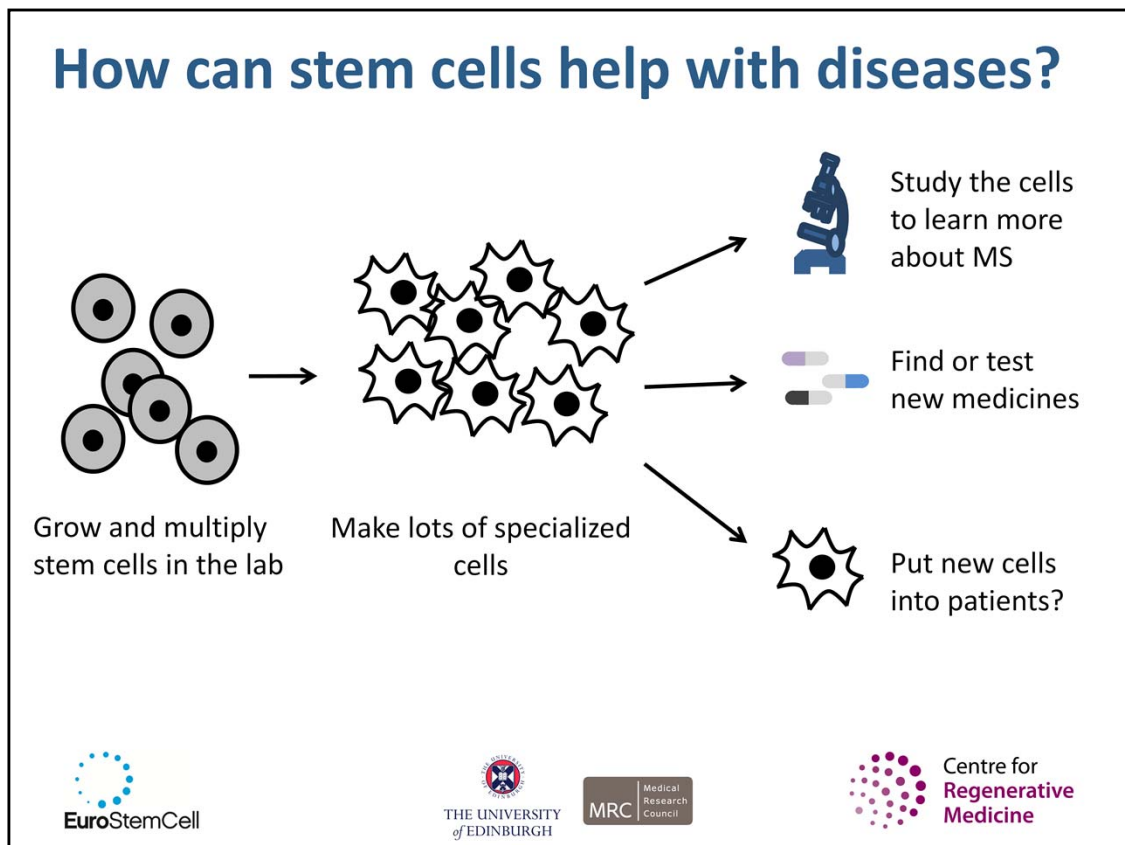 How can stem cells help with diseases?
Study the cells
to learn more
about MS
Find or test
new medicines
Grow and multiply
stem cells in the lab
Make lots of specialized
cells
Put new cells
into patients?
EuroStemCell
THE UNIVERSITY
of EDINBURGH
MRC
Medical
Research
Council
Centre for
Regenerative
Medicine